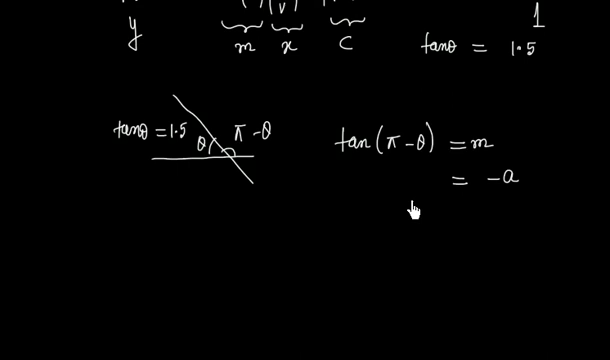 y m x c
1
tanθ = 1.5
tanθ = 1.5 θ π - θ
tan(π - θ) = m
= -a